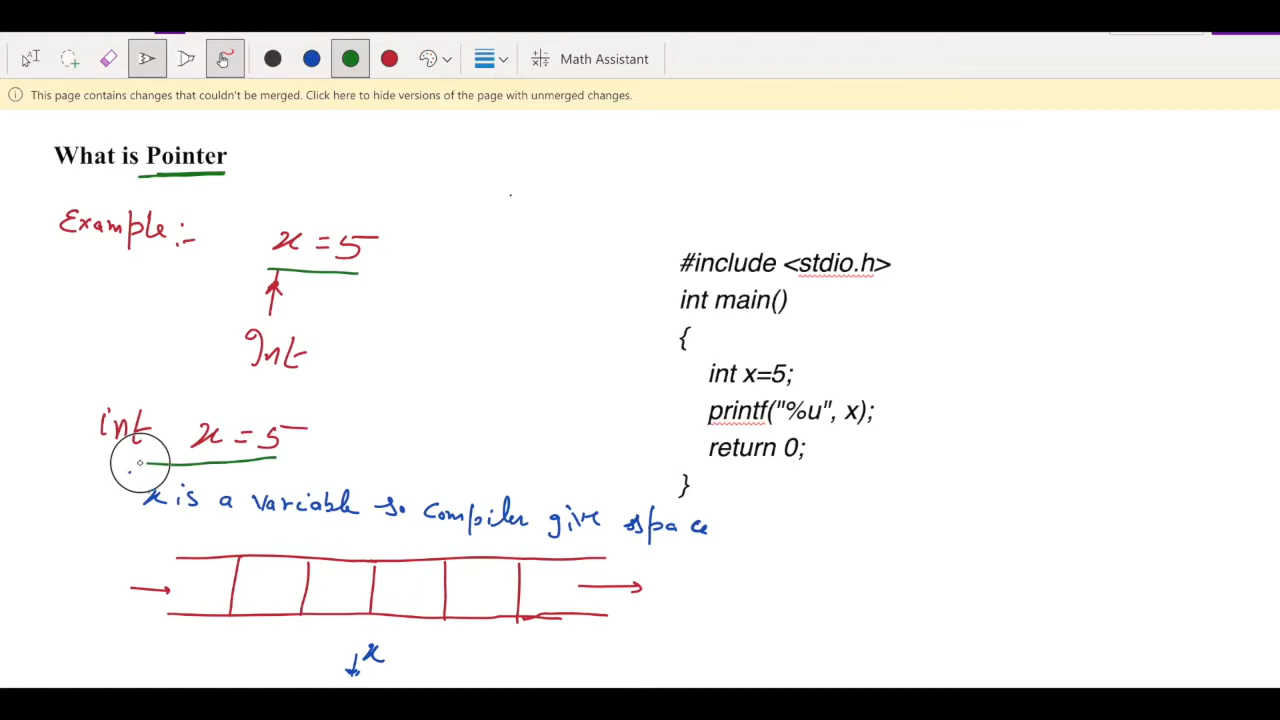 Math Assistant
This page contains changes that couldn't be merged. Click here to hide versions of the page with unmerged changes.
What is Pointer
Example :-
x = 5
Int
int x = 5
x is a variable so compiler give space
x
#include <stdio.h>
int main()
{
int x=5;
printf("%u", x);
return 0;
}